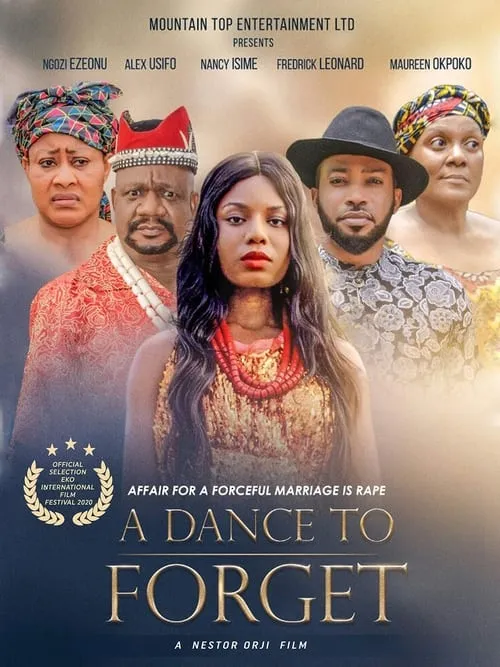 MOUNTAIN TOP ENTERTAINMENT LTD
PRESENTS
NGOZI EZEONU ALEX USIFO NANCY ISIME FREDRICK LEONARD MAUREEN OKPOKO
OFFICIAL
SELECTION
EKO
INTERNATIONAL
FILM
FESTIVAL 2020
AFFAIR FOR A FORCEFUL MARRIAGE IS RAPE
A DANCE TO
FORGET
A NESTOR ORJI FILM